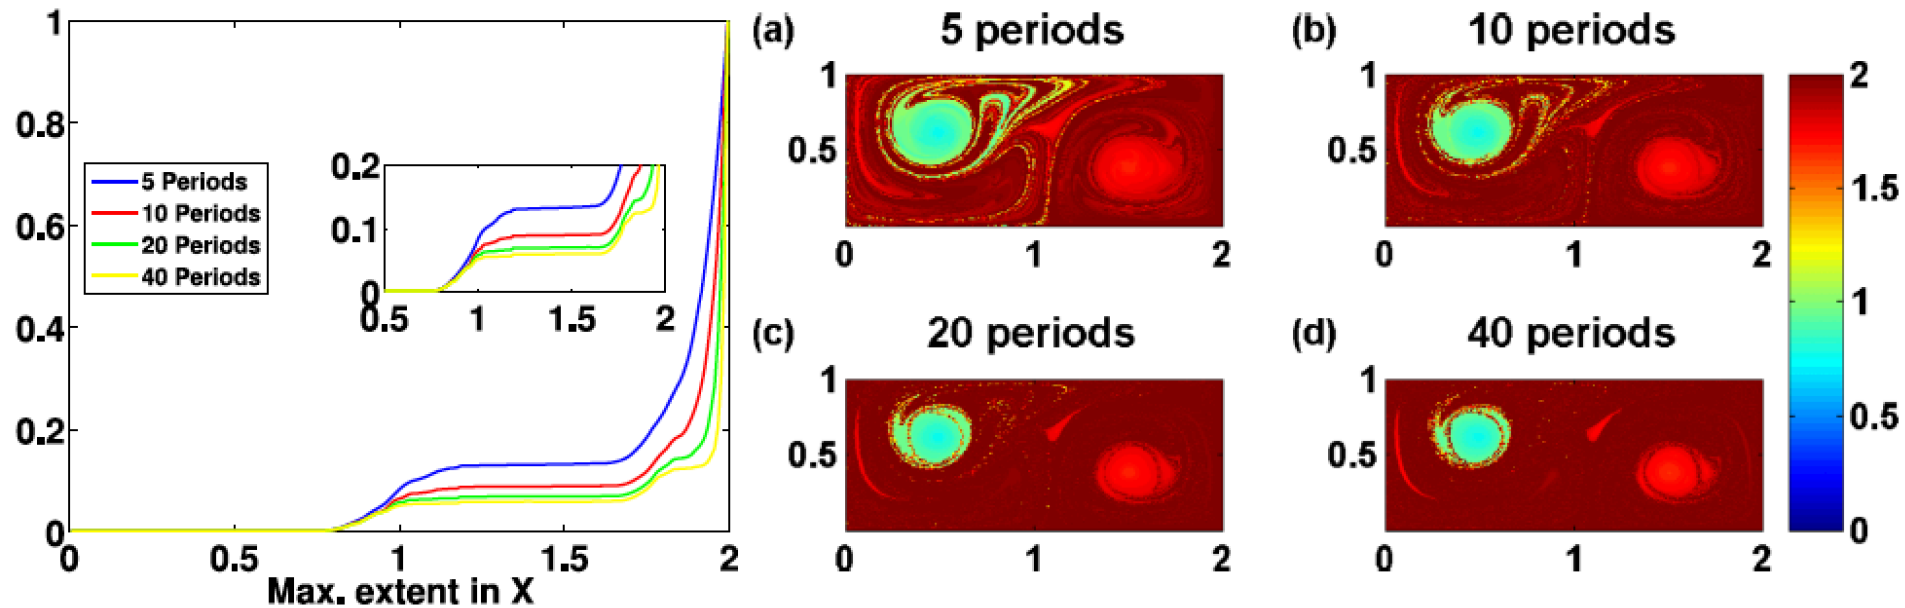 1
0.8
0.6
0.4
0.2
0
0 0.5 1 1.5 2
Max. extent in X
5 Periods
10 Periods
20 Periods
40 Periods
0.2
0.1
0
0.5 1 1.5 2
(a) 5 periods
1
0.5
0 1 2
(b) 10 periods
1
0.5
0 1 2
(c) 20 periods
1
0.5
0 1 2
(d) 40 periods
1
0.5
0 1 2
2
1.5
1
0.5
0